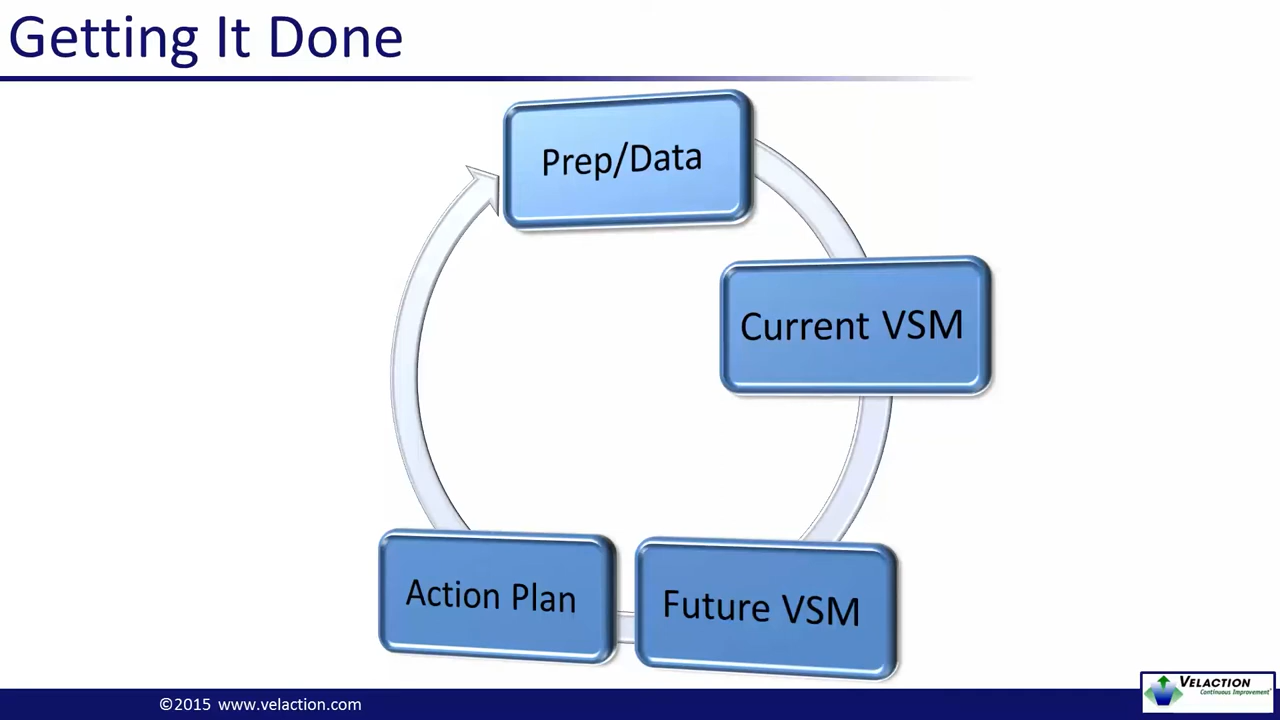 Getting It Done
Prep/Data
Current VSM
Future VSM
Action Plan
©2015 www.velaction.com
VELACTION
Continuous Improvement®